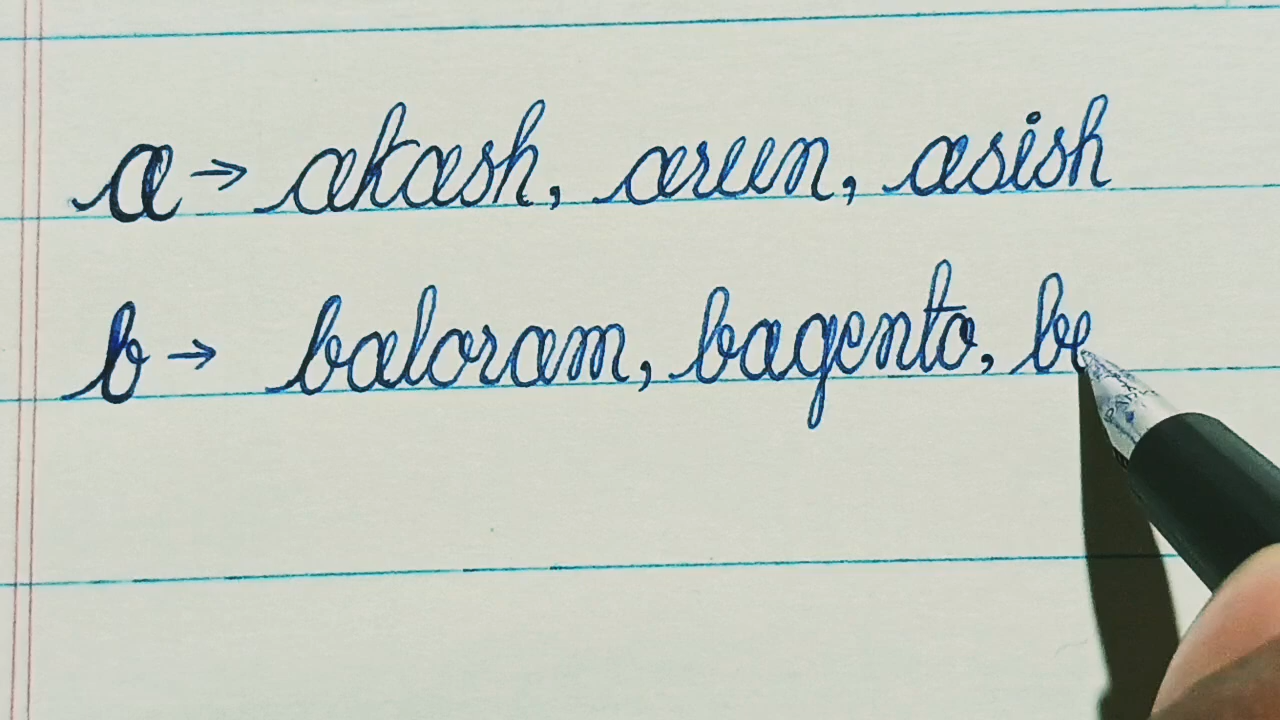 a → akash, arun, asish
b → baloram, bagento, be